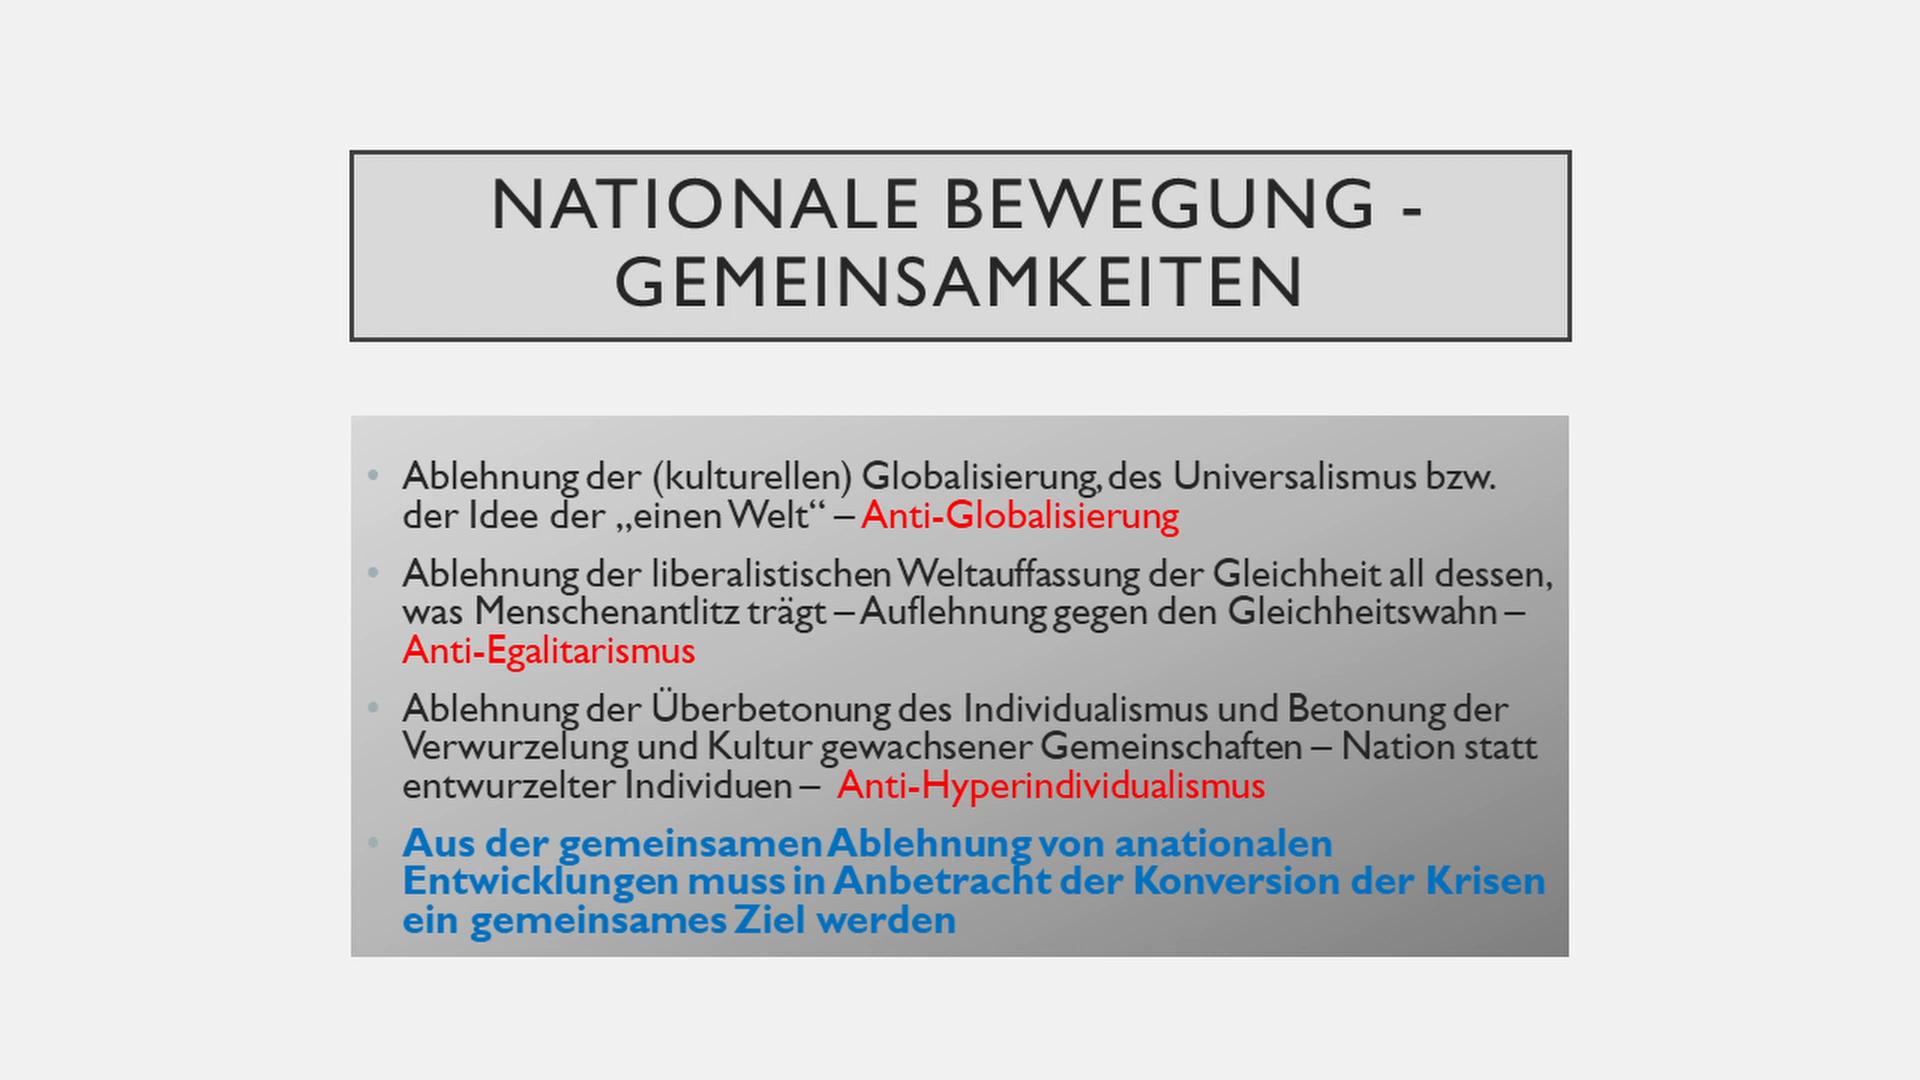 NATIONALE BEWEGUNG -
GEMEINSAMKEITEN
• Ablehnung der (kulturellen) Globalisierung, des Universalismus bzw.
der Idee der „einen Welt“ – Anti-Globalisierung
• Ablehnung der liberalistischen Weltauffassung der Gleichheit all dessen,
was Menschenantlitz trägt – Auflehnung gegen den Gleichheitswahn –
Anti-Egalitarismus
• Ablehnung der Überbetonung des Individualismus und Betonung der
Verwurzelung und Kultur gewachsener Gemeinschaften – Nation statt
entwurzelter Individuen – Anti-Hyperindividualismus
• Aus der gemeinsamen Ablehnung von anationalen
Entwicklungen muss in Anbetracht der Konversion der Krisen
ein gemeinsames Ziel werden